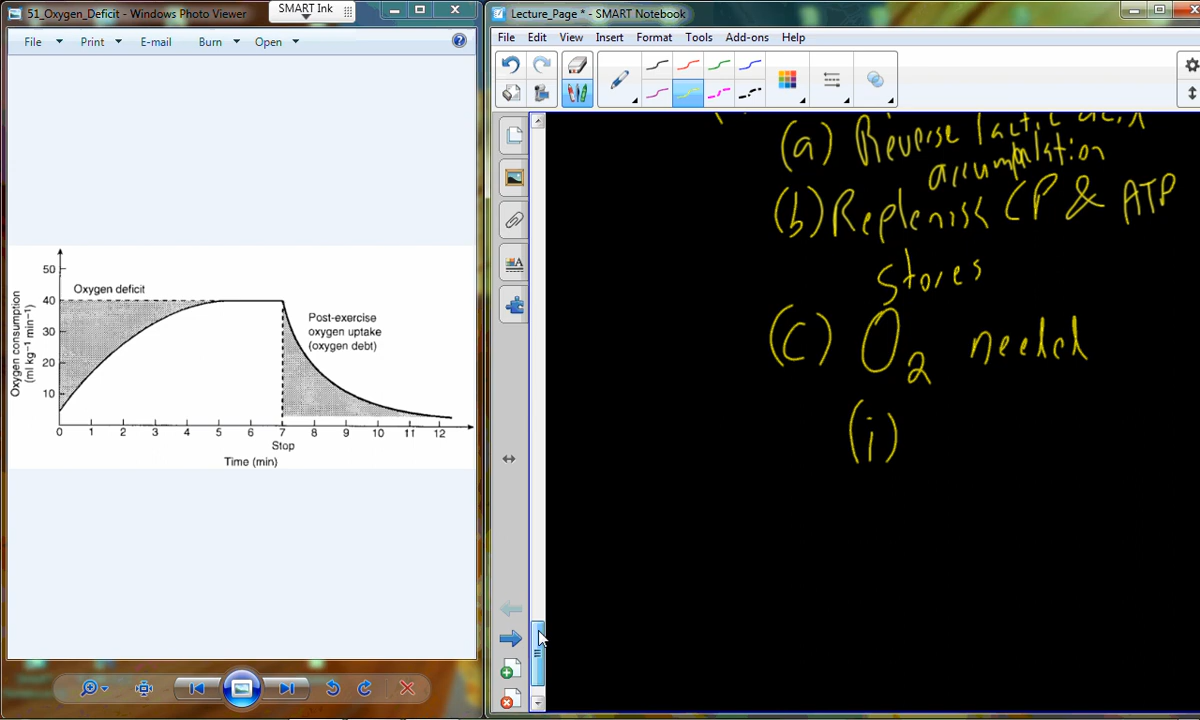 51_Oxygen_Deficit - Windows Photo Viewer
SMART Ink
File Print E-mail Burn Open
50
40
30
20
10
Oxygen consumption
(ml kg⁻¹ min⁻¹)
Oxygen deficit
Post-exercise
oxygen uptake
(oxygen debt)
0 1 2 3 4 5 6 7 8 9 10 11 12
Stop
Time (min)
Lecture_Page * - SMART Notebook
File Edit View Insert Format Tools Add-ons Help
(a) Reverse lactic acid
accumulation
(b) Replenish CP & ATP
stores
(c) O₂ needed
(i)